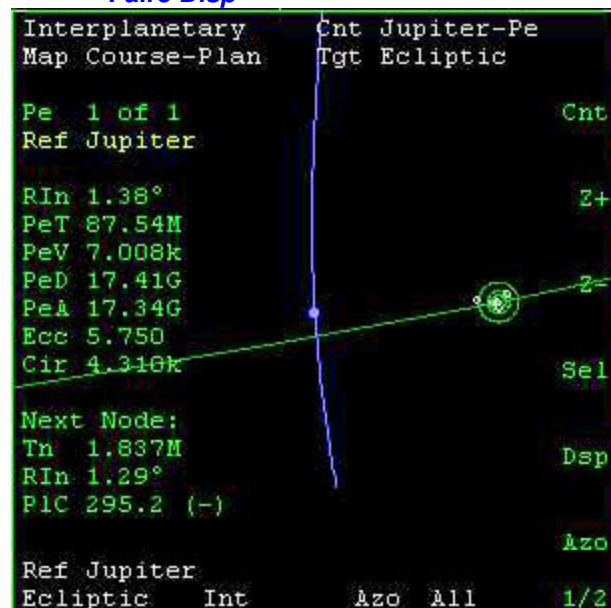 Interplanetary Cnt Jupiter-Pe
Map Course-Plan Tgt Ecliptic
Pe 1 of 1 Cnt
Ref Jupiter
RIn 1.38° Z+
PeT 87.54M
PeV 7.008k
PeD 17.41G Z-
PeA 17.34G
Ecc 5.750
Cir 4.310k Sel
Next Node:
Tn 1.837M Dsp
RIn 1.29°
PlC 295.2 (-)
Azo
Ref Jupiter
Ecliptic Int Azo All 1/2